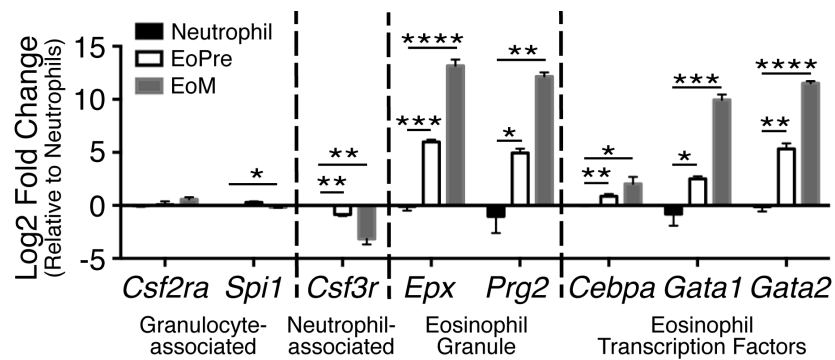 Neutrophil
EoPre
EoM
Log2 Fold Change
(Relative to Neutrophils)
15
10
5
0
-5
* ** ** *** **** * ** ** * * *** ** ****
Csf2ra Spi1 Csf3r Epx Prg2 Cebpa Gata1 Gata2
Granulocyte-
associated
Neutrophil-
associated
Eosinophil
Granule
Eosinophil
Transcription Factors